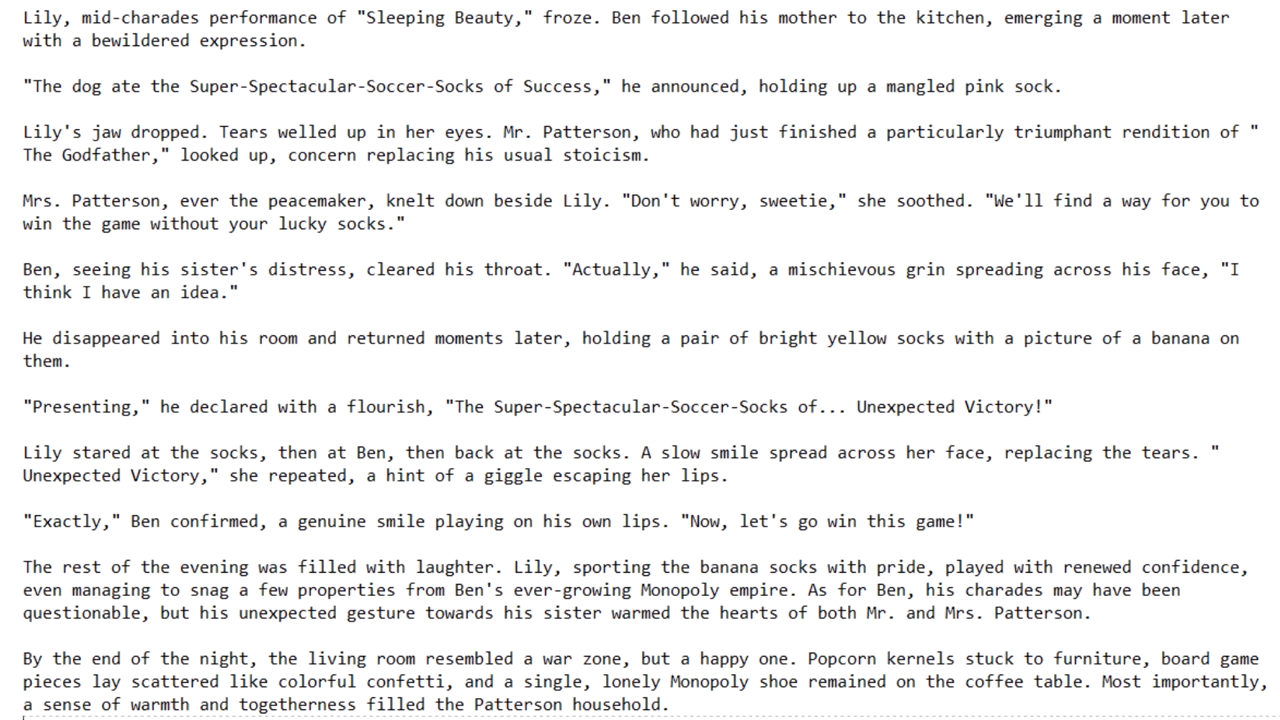 Lily, mid-charades performance of "Sleeping Beauty," froze. Ben followed his mother to the kitchen, emerging a moment later
with a bewildered expression.
"The dog ate the Super-Spectacular-Soccer-Socks of Success," he announced, holding up a mangled pink sock.
Lily's jaw dropped. Tears welled up in her eyes. Mr. Patterson, who had just finished a particularly triumphant rendition of "
The Godfather," looked up, concern replacing his usual stoicism.
Mrs. Patterson, ever the peacemaker, knelt down beside Lily. "Don't worry, sweetie," she soothed. "We'll find a way for you to
win the game without your lucky socks."
Ben, seeing his sister's distress, cleared his throat. "Actually," he said, a mischievous grin spreading across his face, "I
think I have an idea."
He disappeared into his room and returned moments later, holding a pair of bright yellow socks with a picture of a banana on
them.
"Presenting," he declared with a flourish, "The Super-Spectacular-Soccer-Socks of... Unexpected Victory!"
Lily stared at the socks, then at Ben, then back at the socks. A slow smile spread across her face, replacing the tears. "
Unexpected Victory," she repeated, a hint of a giggle escaping her lips.
"Exactly," Ben confirmed, a genuine smile playing on his own lips. "Now, let's go win this game!"
The rest of the evening was filled with laughter. Lily, sporting the banana socks with pride, played with renewed confidence,
even managing to snag a few properties from Ben's ever-growing Monopoly empire. As for Ben, his charades may have been
questionable, but his unexpected gesture towards his sister warmed the hearts of both Mr. and Mrs. Patterson.
By the end of the night, the living room resembled a war zone, but a happy one. Popcorn kernels stuck to furniture, board game
pieces lay scattered like colorful confetti, and a single, lonely Monopoly shoe remained on the coffee table. Most importantly,
a sense of warmth and togetherness filled the Patterson household.